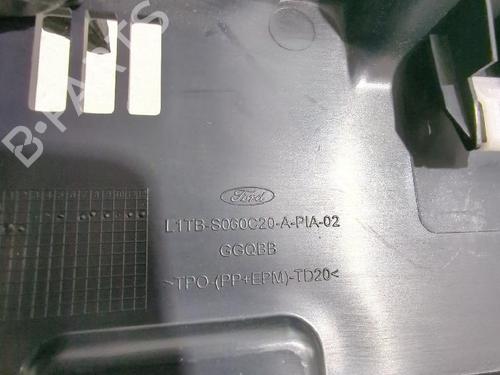 B-PARTS
Ford
L1TB-S060C20-A-PIA-02
GGQBB
>TPO-(PP+EPM)-TD20<